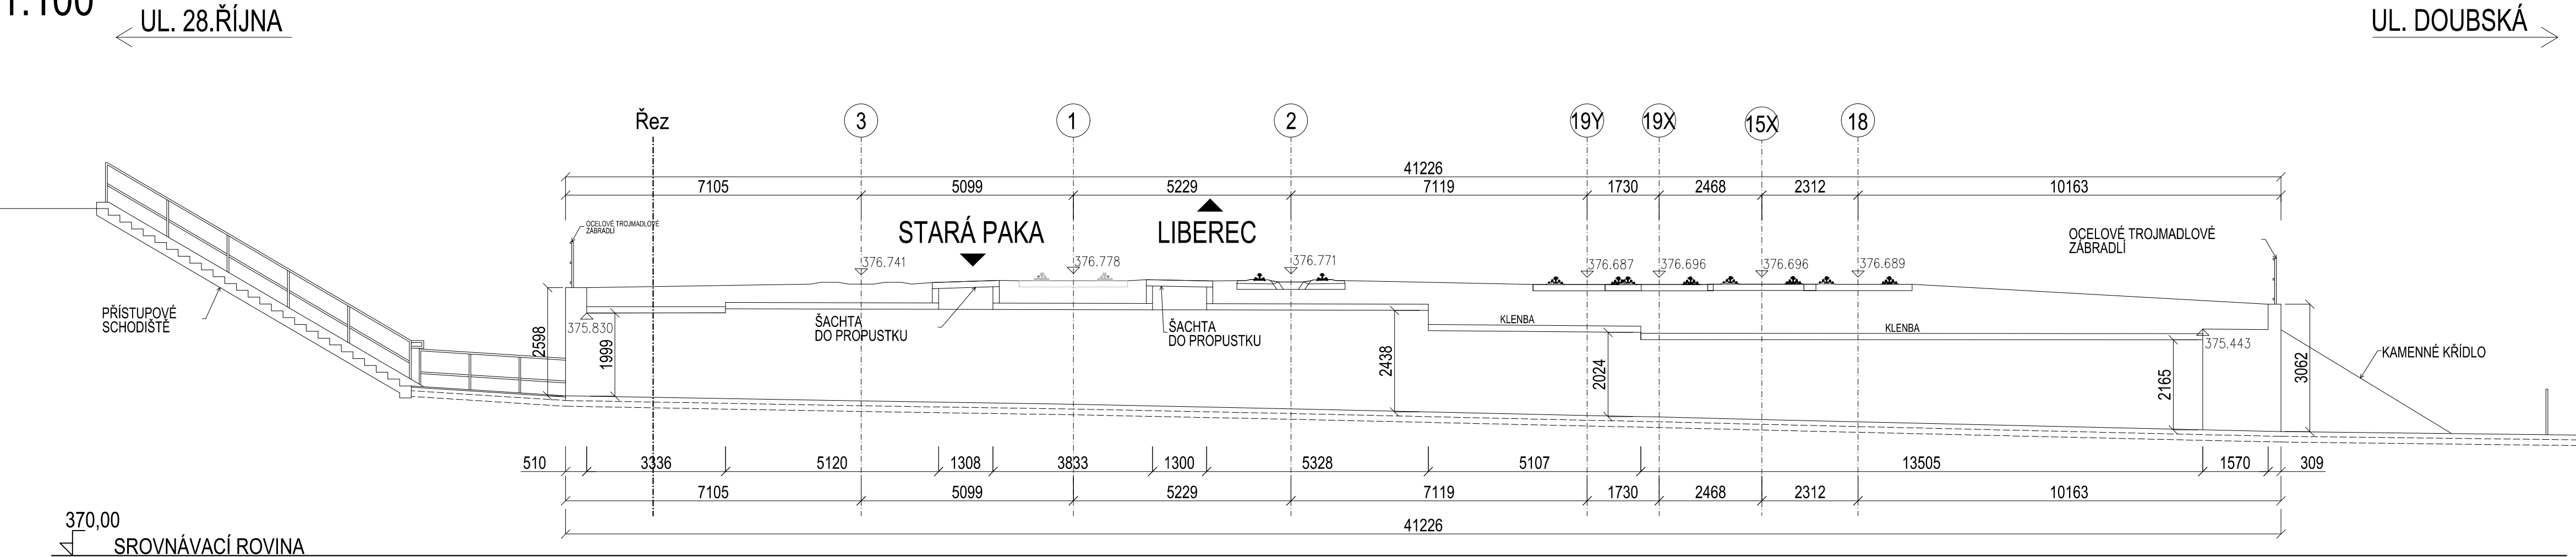 1:100
UL. 28.ŘÍJNA
UL. DOUBSKÁ
Řez
3
1
2
19Y
19X
15X
18
41226
7105
5099
5229
7119
1730
2468
2312
10163
OCELOVÉ TROJMADLOVÉ
ZÁBRADLÍ
STARÁ PAKA
LIBEREC
OCELOVÉ TROJMADLOVÉ
ZÁBRADLÍ
376.741
376.778
376.771
376.687
376.696
376.696
376.689
PŘÍSTUPOVÉ
SCHODIŠTĚ
375.830
ŠACHTA
DO PROPUSTKU
ŠACHTA
DO PROPUSTKU
KLENBA
KLENBA
375.443
KAMENNÉ KŘÍDLO
2598
1999
2438
2024
2165
3062
510
3336
5120
1308
3833
1300
5328
5107
13505
1570
309
7105
5099
5229
7119
1730
2468
2312
10163
41226
370,00
SROVNÁVACÍ ROVINA